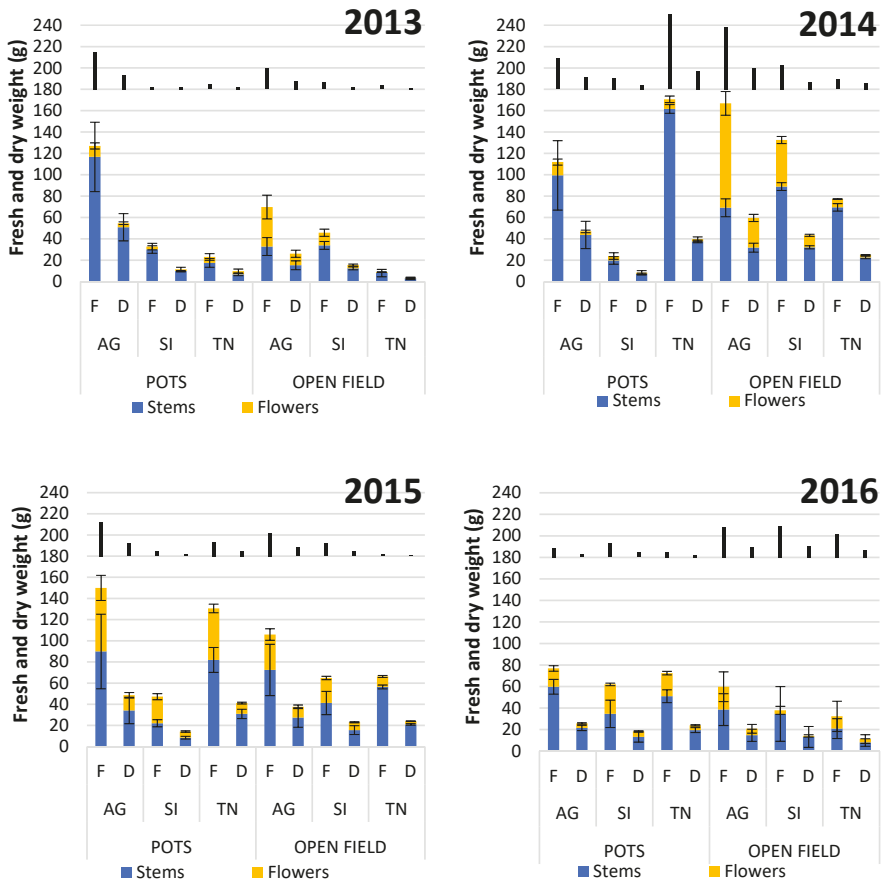 2013
Fresh and dry weight (g)
240
220
200
180
160
140
120
100
80
60
40
20
0
F D F D F D F D F D F D
AG SI TN AG SI TN
POTS OPEN FIELD
Stems Flowers
2014
Fresh and dry weight (g)
240
220
200
180
160
140
120
100
80
60
40
20
0
F D F D F D F D F D F D
AG SI TN AG SI TN
POTS OPEN FIELD
Stems Flowers
2015
Fresh and dry weight (g)
240
220
200
180
160
140
120
100
80
60
40
20
0
F D F D F D F D F D F D
AG SI TN AG SI TN
POTS OPEN FIELD
Stems Flowers
2016
Fresh and dry weight (g)
240
220
200
180
160
140
120
100
80
60
40
20
0
F D F D F D F D F D F D
AG SI TN AG SI TN
POTS OPEN FIELD
Stems Flowers